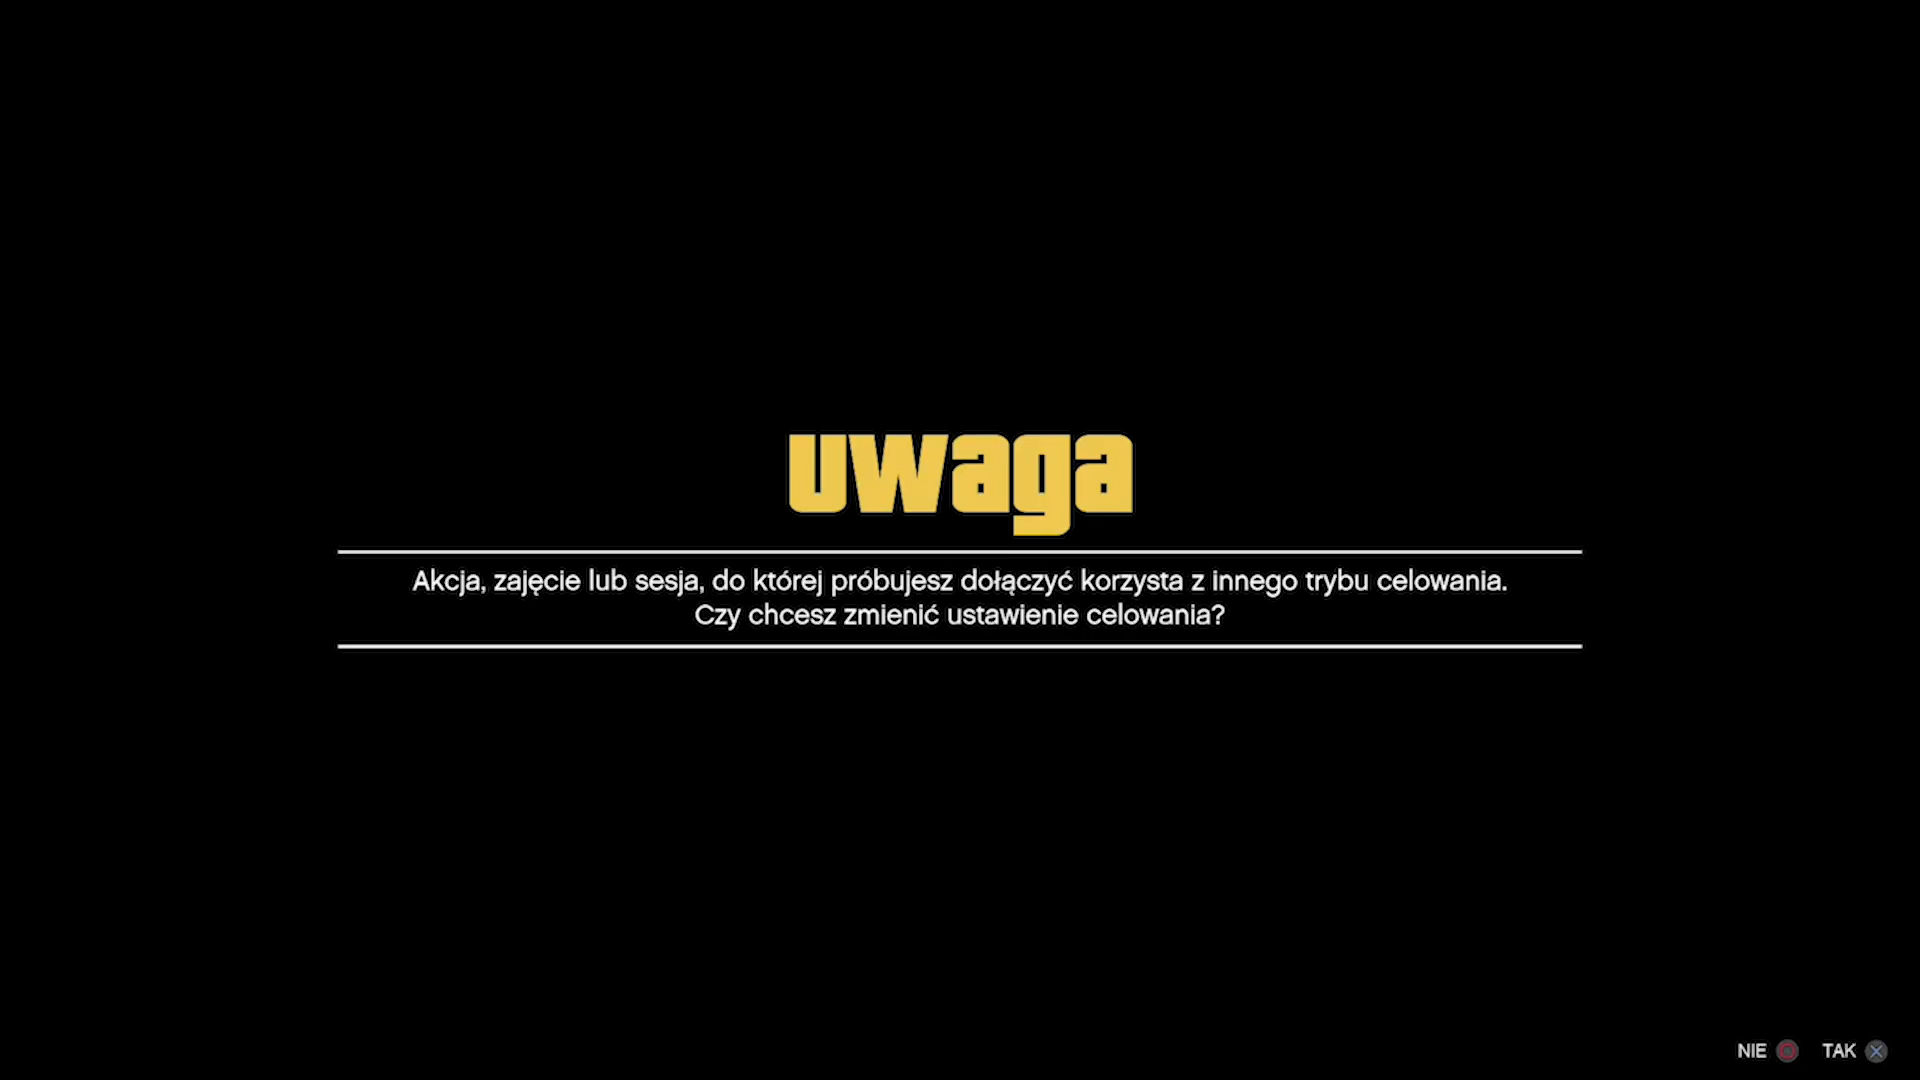 uwaga
Akcja, zajęcie lub sesja, do której próbujesz dołączyć korzysta z innego trybu celowania.
Czy chcesz zmienić ustawienie celowania?
NIE TAK